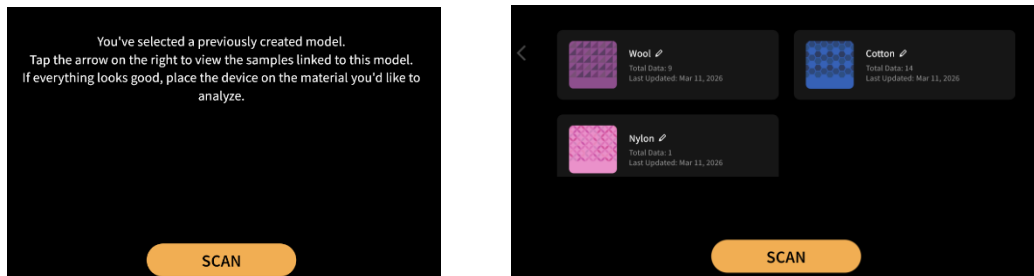 You've selected a previously created model.
Tap the arrow on the right to view the samples linked to this model.
If everything looks good, place the device on the material you'd like to
analyze.
SCAN
Wool
Total Data: 9
Last Updated: Mar 11, 2026
Cotton
Total Data: 14
Last Updated: Mar 11, 2026
Nylon
Total Data: 1
Last Updated: Mar 11, 2026
SCAN